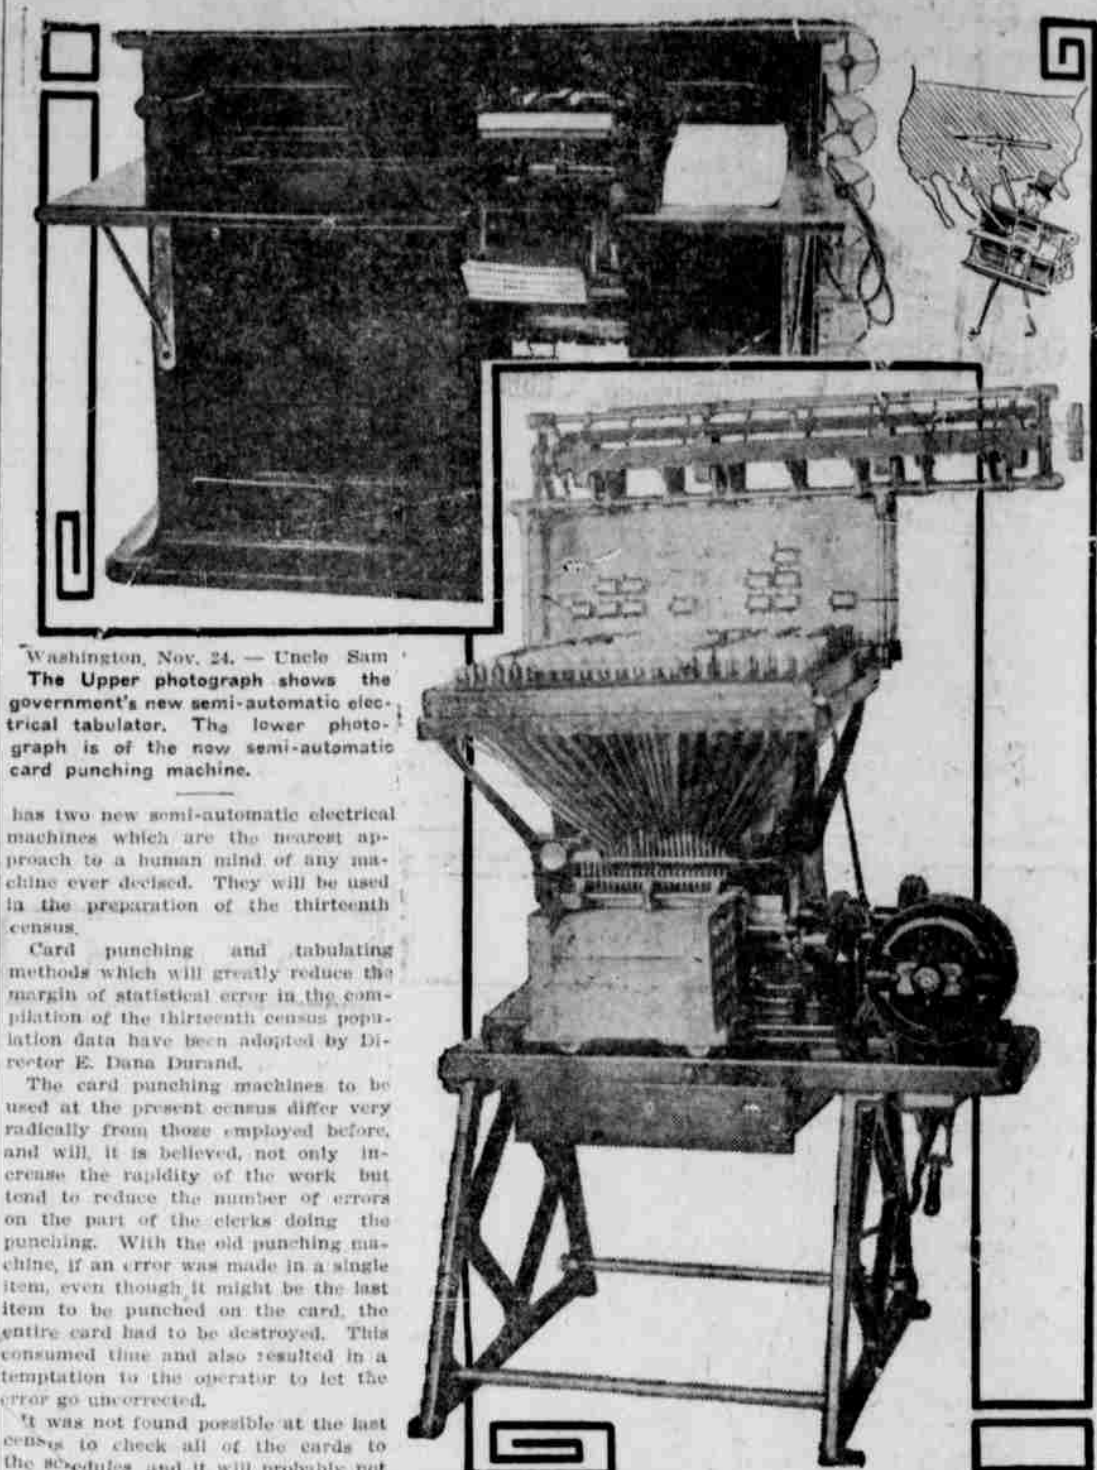 Washington, Nov. 24. — Uncle Sam
The Upper photograph shows the
government's new semi-automatic elec-
trical tabulator. The lower photo-
graph is of the now semi-automatic
card punching machine.
has two new semi-automatic electrical
machines which are the nearest ap-
proach to a human mind of any ma-
chine ever decised. They will be used
in the preparation of the thirteenth
census.
Card punching and tabulating
methods which will greatly reduce the
margin of statistical error in the com-
pilation of the thirteenth census popu-
lation data have been adopted by Di-
rector E. Dana Durand.
The card punching machines to be
used at the present census differ very
radically from those employed before,
and will, it is believed, not only in-
crease the rapidity of the work but
tend to reduce the number of errors
on the part of the clerks doing the
punching. With the old punching ma-
chine, if an error was made in a single
item, even though it might be the last
item to be punched on the card, the
entire card had to be destroyed. This
consumed time and also resulted in a
temptation to the operator to let the
error go uncorrected.
It was not found possible at the last
census to check all of the cards to
the schedules, and it will probably not